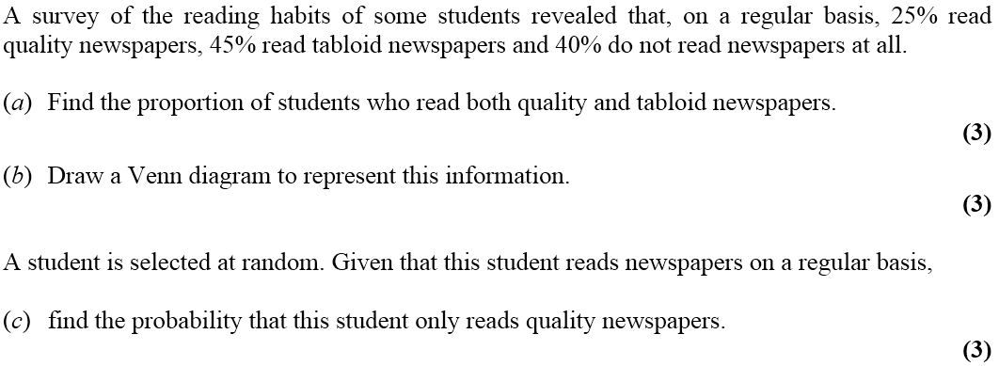 A survey of the reading habits of some students revealed that, on a regular basis, 25% read
quality newspapers, 45% read tabloid newspapers and 40% do not read newspapers at all.
(a) Find the proportion of students who read both quality and tabloid newspapers.
(3)
(b) Draw a Venn diagram to represent this information.
(3)
A student is selected at random. Given that this student reads newspapers on a regular basis,
(c) find the probability that this student only reads quality newspapers.
(3)